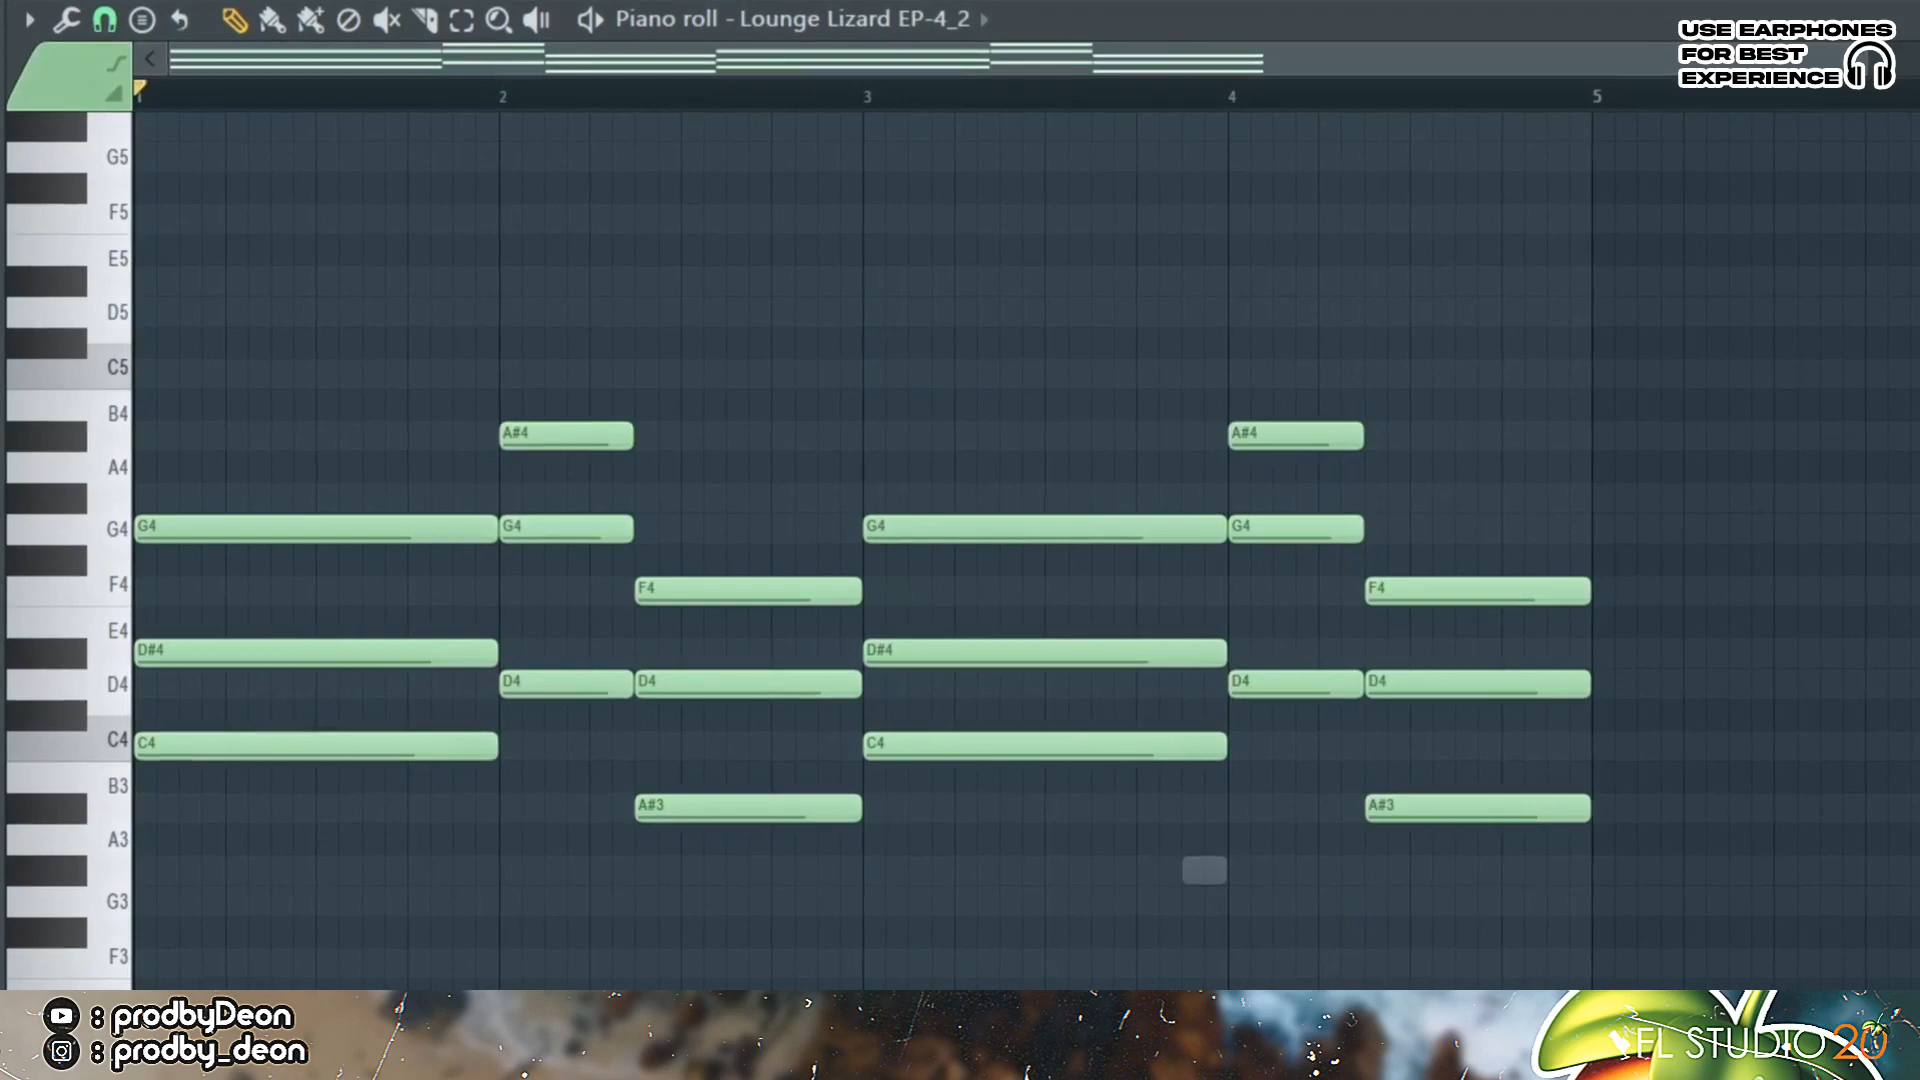 Piano roll - Lounge Lizard EP-4_2
USE EARPHONES
FOR BEST
EXPERIENCE
1 2 3 4 5
G5
F5
E5
D5
C5
B4
A#4 A#4
A4
G4
G4 G4 G4 G4
F4
F4 F4
E4
D#4 D#4
D4
D4 D4 D4 D4
C4
C4 C4
B3
A#3 A#3
A3
G3
F3
: prodbyDeon
: prodby_deon
FL STUDIO 20